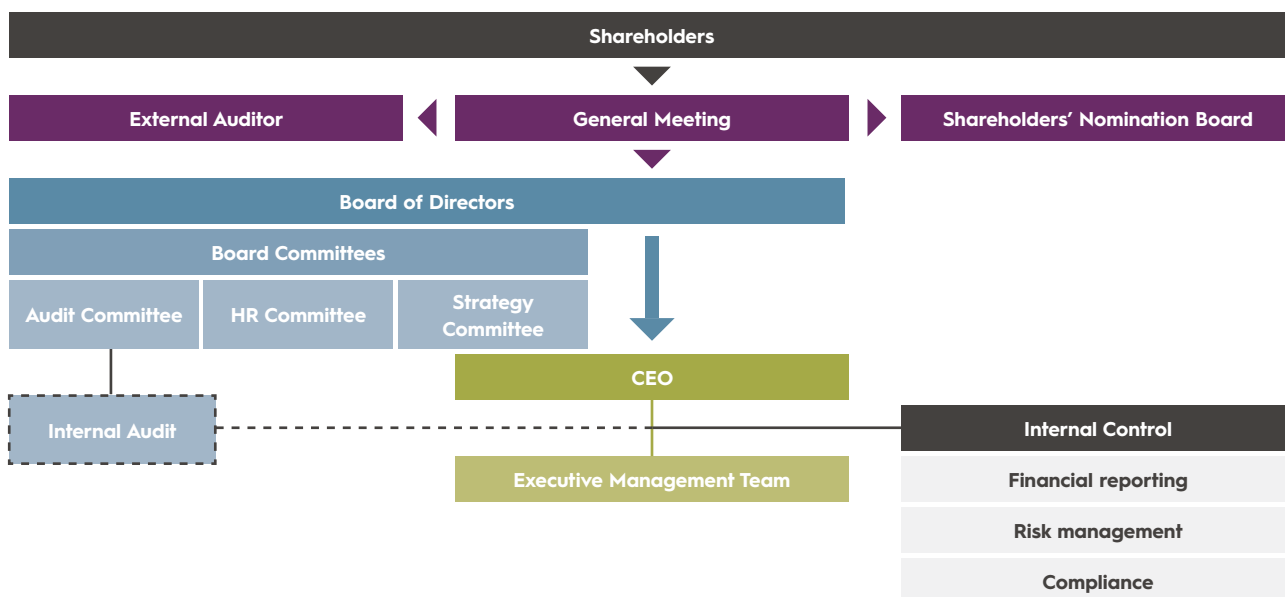 Shareholders
External Auditor
General Meeting
Shareholders' Nomination Board
Board of Directors
Board Committees
Audit Committee
HR Committee
Strategy
Committee
CEO
Internal Audit
Internal Control
Executive Management Team
Financial reporting
Risk management
Compliance